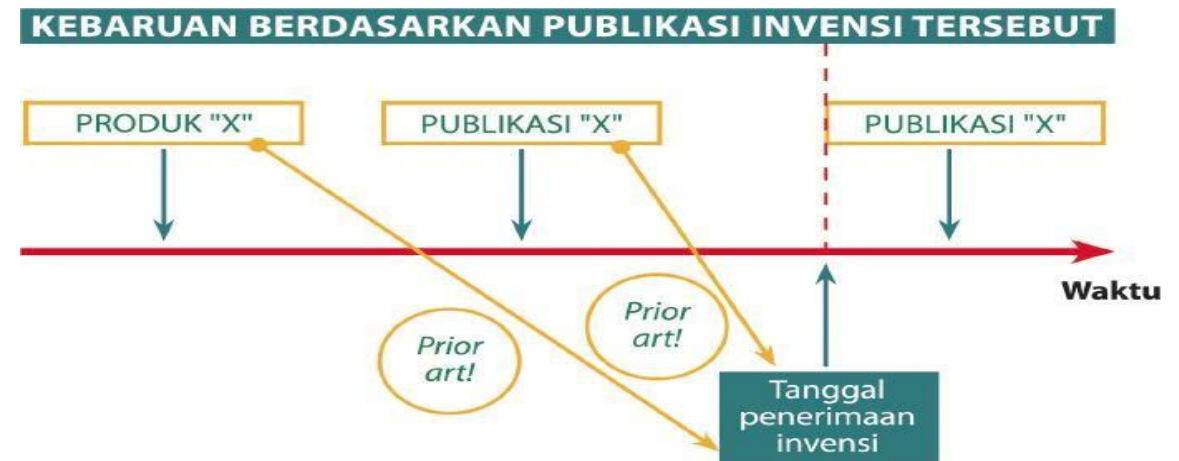 KEBARUAN BERDASARKAN PUBLIKASI INVENSI TERSEBUT
PRODUK "X"
PUBLIKASI "X"
PUBLIKASI "X"
Waktu
Prior
art!
Prior
art!
Tanggal
penerimaan
invensi